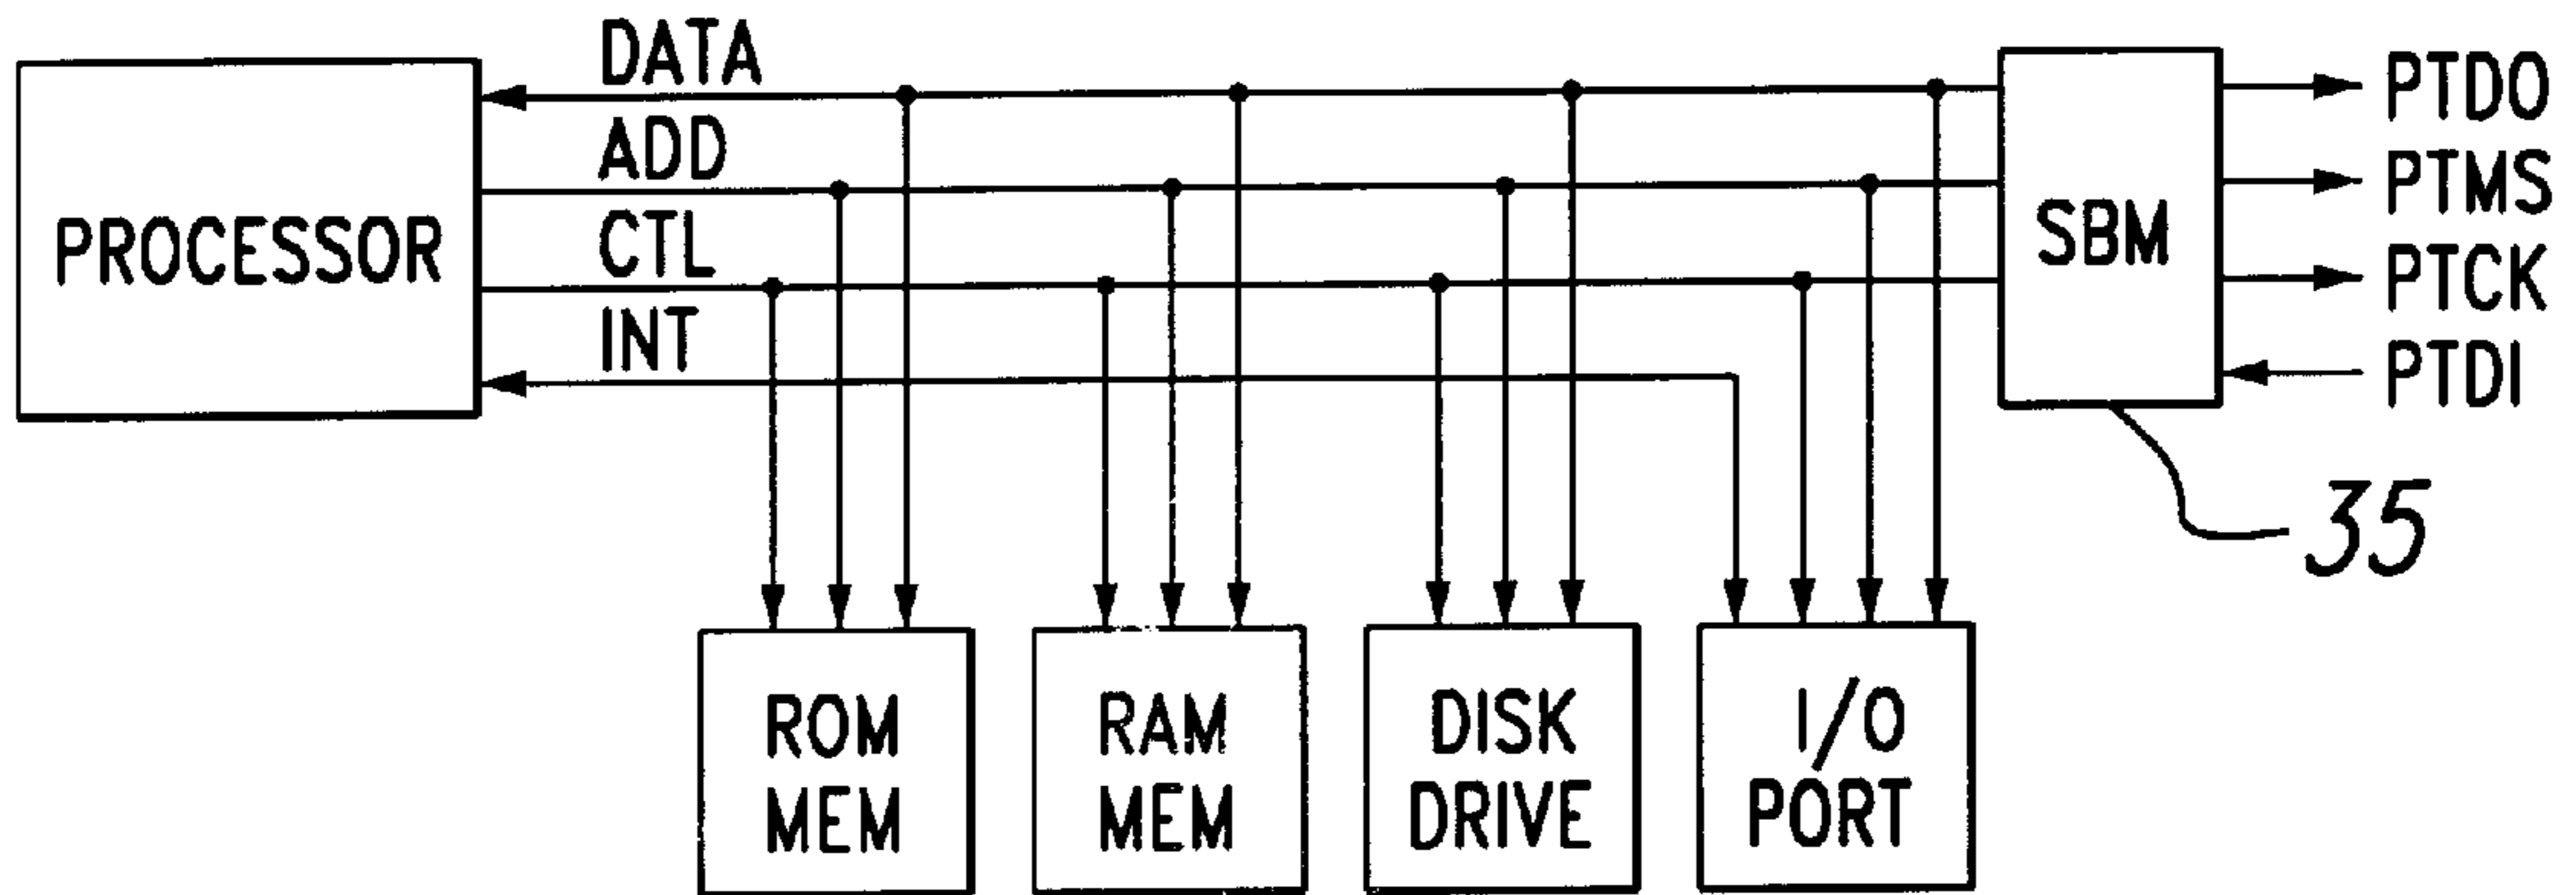 DATA
ADD
CTL
INT
PROCESSOR
SBM
PTDO
PTMS
PTCK
PTDI
35
ROM
MEM
RAM
MEM
DISK
DRIVE
I/O
PORT